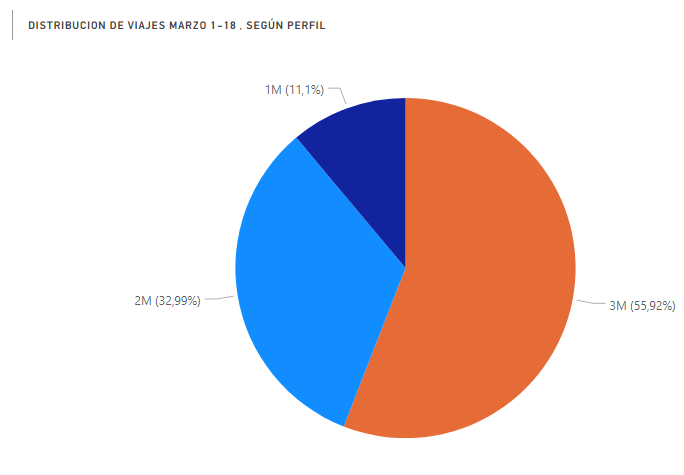 DISTRIBUCION DE VIAJES MARZO 1-18 , SEGÚN PERFIL
1M (11,1%)
2M (32,99%)
3M (55,92%)